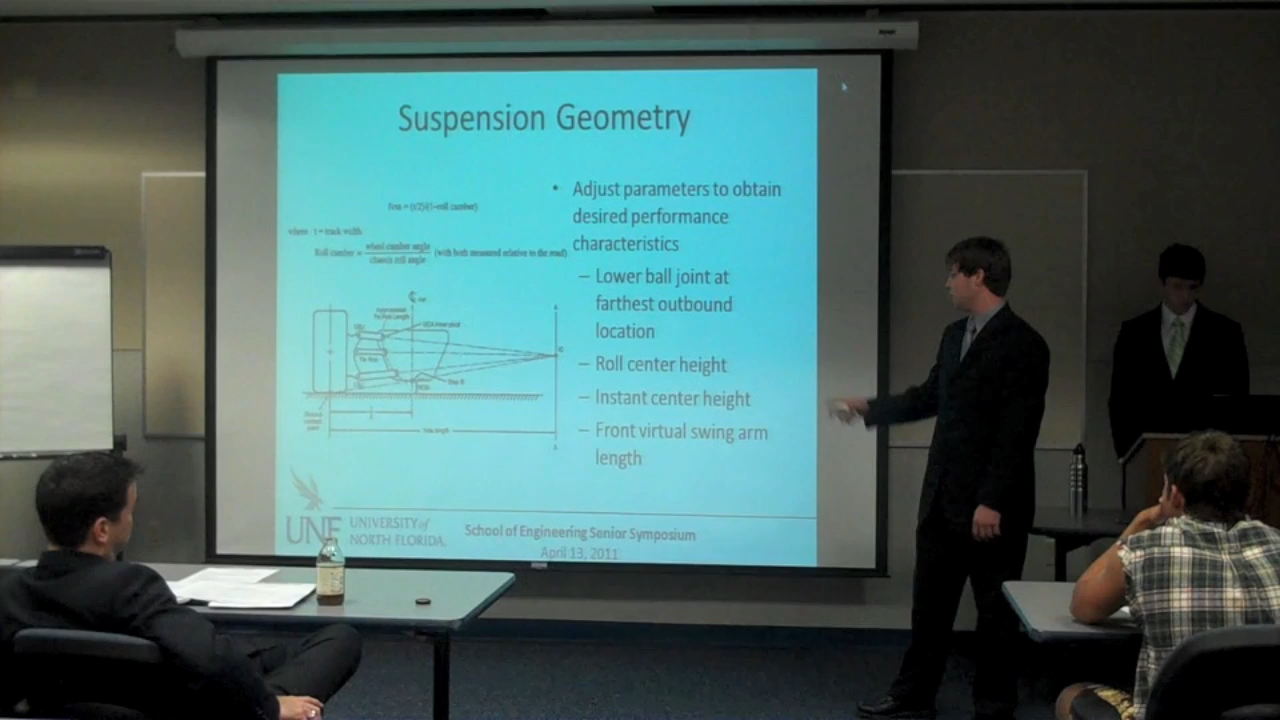 Suspension Geometry
• Adjust parameters to obtain
desired performance
characteristics
– Lower ball joint at
farthest outbound
location
– Roll center height
– Instant center height
– Front virtual swing arm
length
where t = track width
Roll camber = wheel camber angle
chassis roll angle
(with both measured relative to the road)
UNF
UNIVERSITY of
NORTH FLORIDA.
School of Engineering Senior Symposium
April 13, 2011